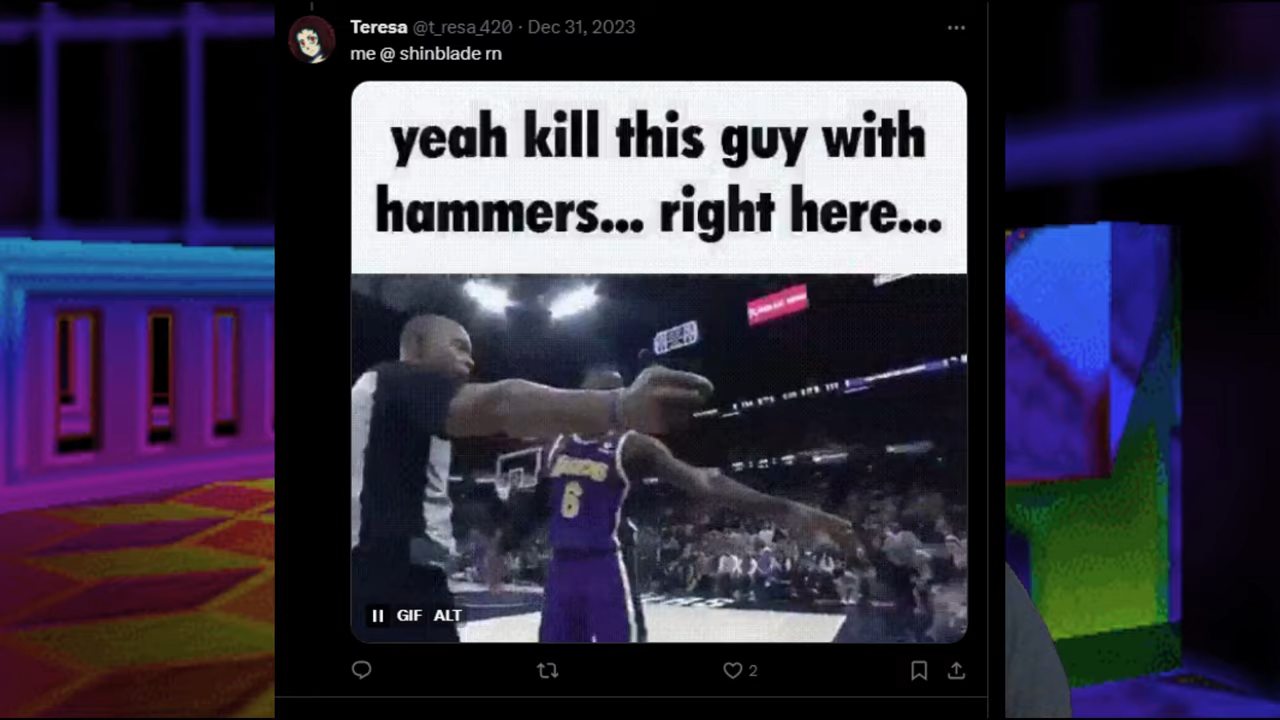 Teresa @t_resa_420 · Dec 31, 2023
me @ shinblade rn
yeah kill this guy with
hammers... right here...
LAKERS
6
GIF ALT
2